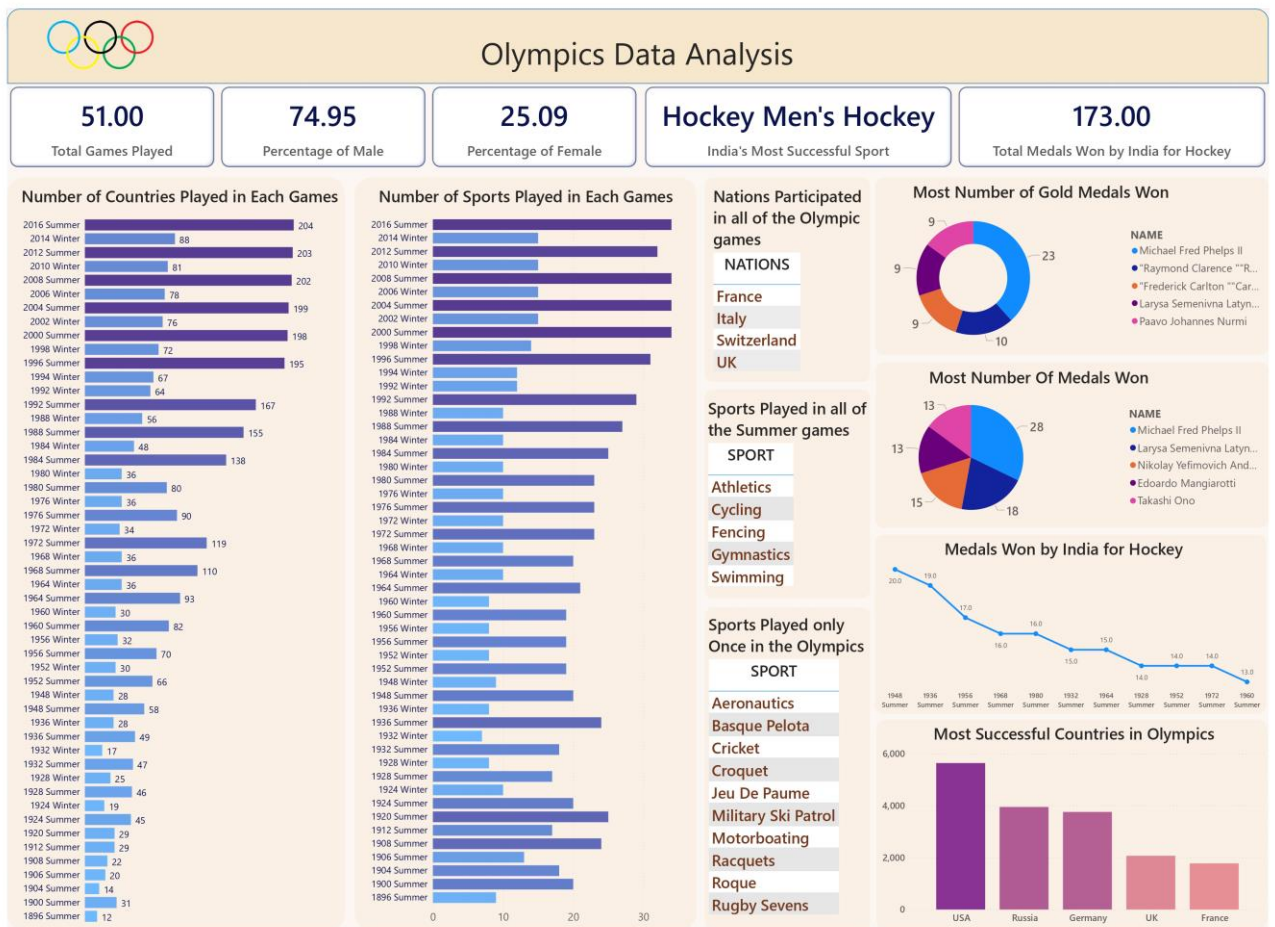 Olympics Data Analysis
51.00
Total Games Played
74.95
Percentage of Male
25.09
Percentage of Female
Hockey Men's Hockey
India's Most Successful Sport
173.00
Total Medals Won by India for Hockey
Number of Countries Played in Each Games
2016 Summer 204
2014 Winter 88
2012 Summer 203
2010 Winter 81
2008 Summer 202
2006 Winter 78
2004 Summer 199
2002 Winter 76
2000 Summer 198
1998 Winter 72
1996 Summer 195
1994 Winter 67
1992 Winter 64
1992 Summer 167
1988 Winter 56
1988 Summer 155
1984 Winter 48
1984 Summer 138
1980 Winter 36
1980 Summer 80
1976 Winter 36
1976 Summer 90
1972 Winter 34
1972 Summer 119
1968 Winter 36
1968 Summer 110
1964 Winter 36
1964 Summer 93
1960 Winter 30
1960 Summer 82
1956 Winter 32
1956 Summer 70
1952 Winter 30
1952 Summer 66
1948 Winter 28
1948 Summer 58
1936 Winter 28
1936 Summer 49
1932 Winter 17
1932 Summer 47
1928 Winter 25
1928 Summer 46
1924 Winter 19
1924 Summer 45
1920 Summer 29
1912 Summer 29
1908 Summer 22
1906 Summer 20
1904 Summer 14
1900 Summer 31
1896 Summer 12
Number of Sports Played in Each Games
2016 Summer
2014 Winter
2012 Summer
2010 Winter
2008 Summer
2006 Winter
2004 Summer
2002 Winter
2000 Summer
1998 Winter
1996 Summer
1994 Winter
1992 Winter
1992 Summer
1988 Winter
1988 Summer
1984 Winter
1984 Summer
1980 Winter
1980 Summer
1976 Winter
1976 Summer
1972 Winter
1972 Summer
1968 Winter
1968 Summer
1964 Winter
1964 Summer
1960 Winter
1960 Summer
1956 Winter
1956 Summer
1952 Winter
1952 Summer
1948 Winter
1948 Summer
1936 Winter
1936 Summer
1932 Winter
1932 Summer
1928 Winter
1928 Summer
1924 Winter
1924 Summer
1920 Summer
1912 Summer
1908 Summer
1906 Summer
1904 Summer
1900 Summer
1896 Summer
0 10 20 30
Nations Participated
in all of the Olympic
games
NATIONS
France
Italy
Switzerland
UK
Sports Played in all of
the Summer games
SPORT
Athletics
Cycling
Fencing
Gymnastics
Swimming
Sports Played only
Once in the Olympics
SPORT
Aeronautics
Basque Pelota
Cricket
Croquet
Jeu De Paume
Military Ski Patrol
Motorboating
Racquets
Roque
Rugby Sevens
Most Number of Gold Medals Won
23
10
9
9
9
NAME
Michael Fred Phelps II
"Raymond Clarence ""R...
"Frederick Carlton ""Car...
Larysa Semenivna Latyn...
Paavo Johannes Nurmi
Most Number Of Medals Won
28
18
15
13
13
NAME
Michael Fred Phelps II
Larysa Semenivna Latyn...
Nikolay Yefimovich And...
Edoardo Mangiarotti
Takashi Ono
Medals Won by India for Hockey
20.0 19.0 17.0 16.0 16.0 15.0 15.0 14.0 14.0 14.0 13.0
1948 1936 1956 1968 1980 1932 1964 1928 1952 1972 1960
Summer Summer Summer Summer Summer Summer Summer Summer Summer Summer Summer
Most Successful Countries in Olympics
6,000
4,000
2,000
0
USA Russia Germany UK France